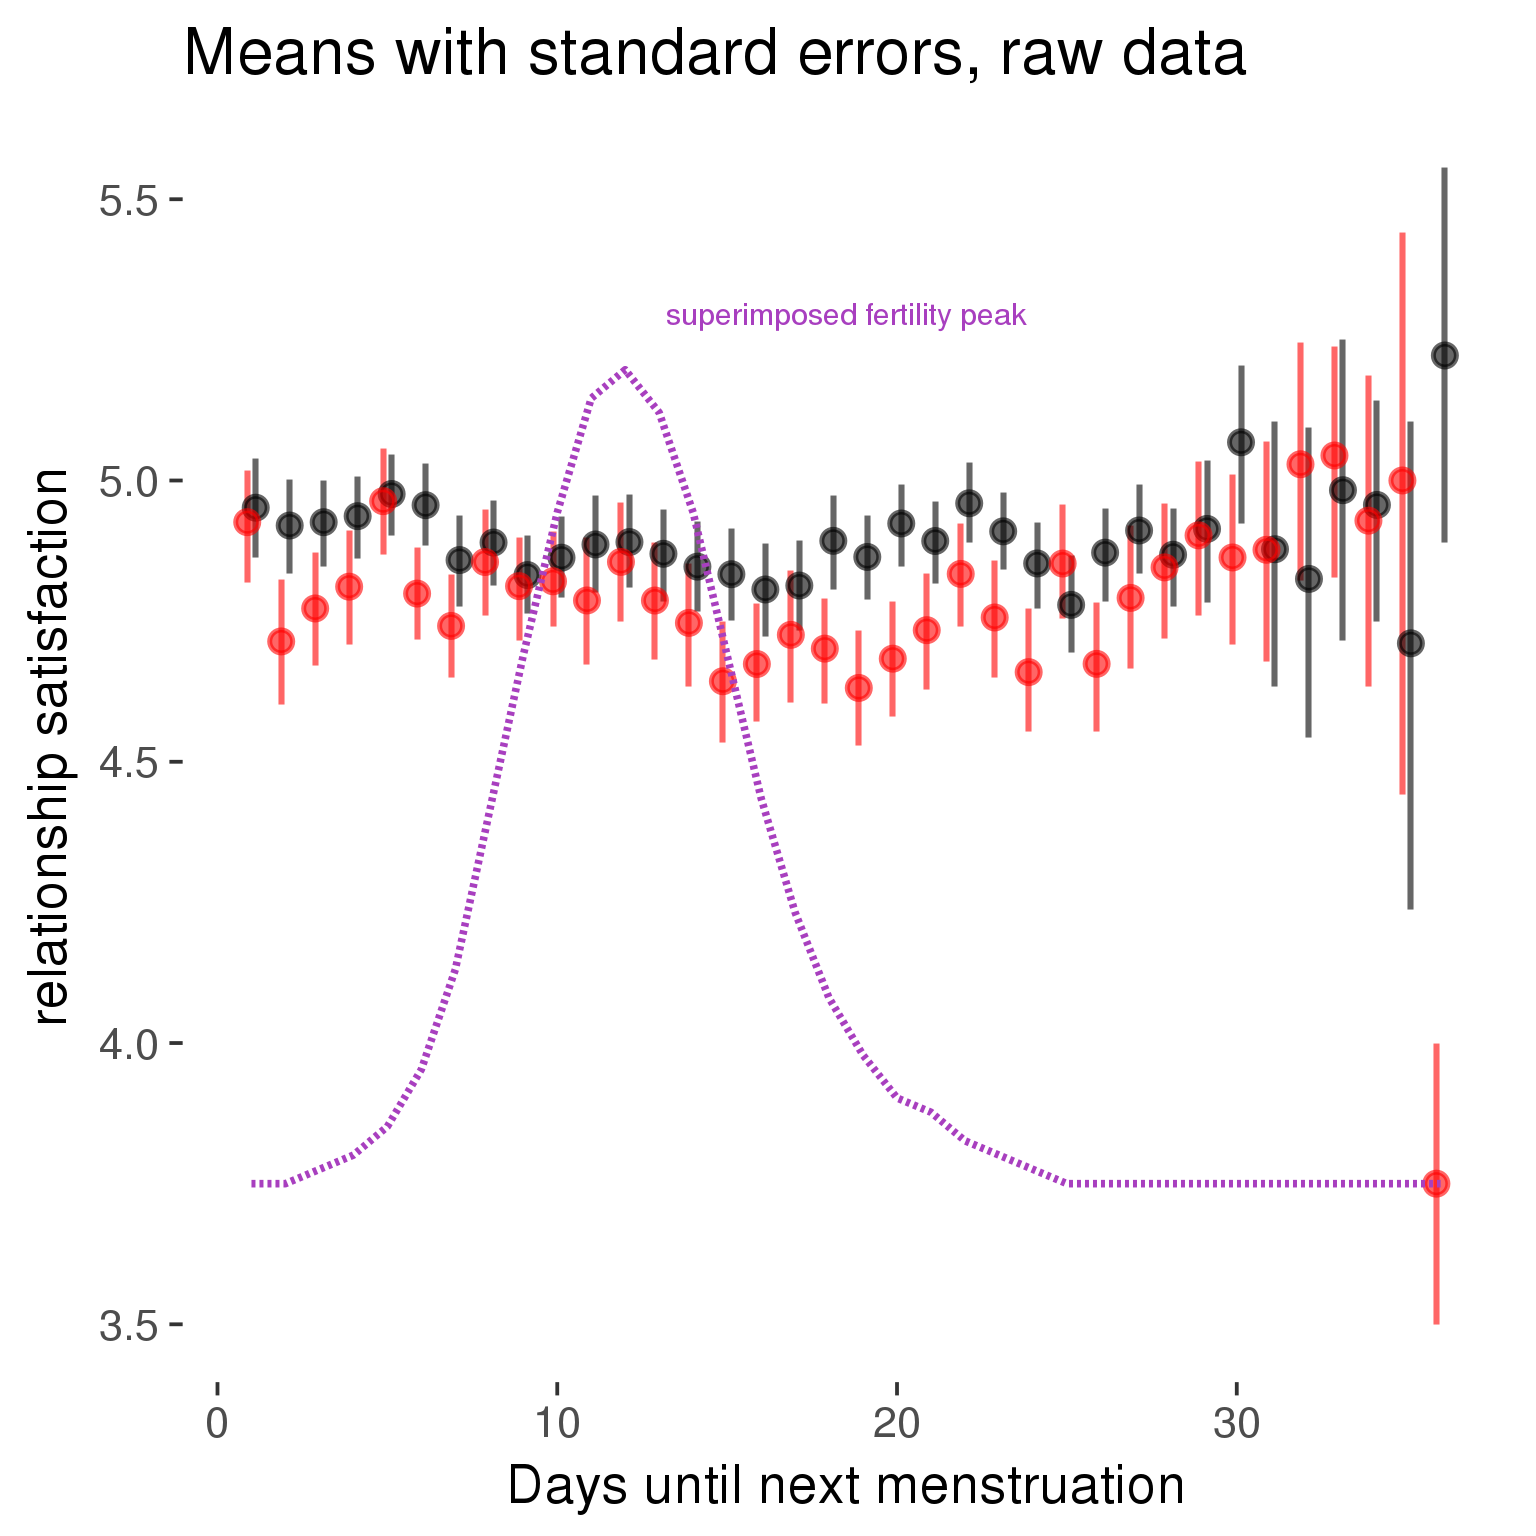 Means with standard errors, raw data
superimposed fertility peak
relationship satisfaction
5.5
5.0
4.5
4.0
3.5
0 10 20 30
Days until next menstruation